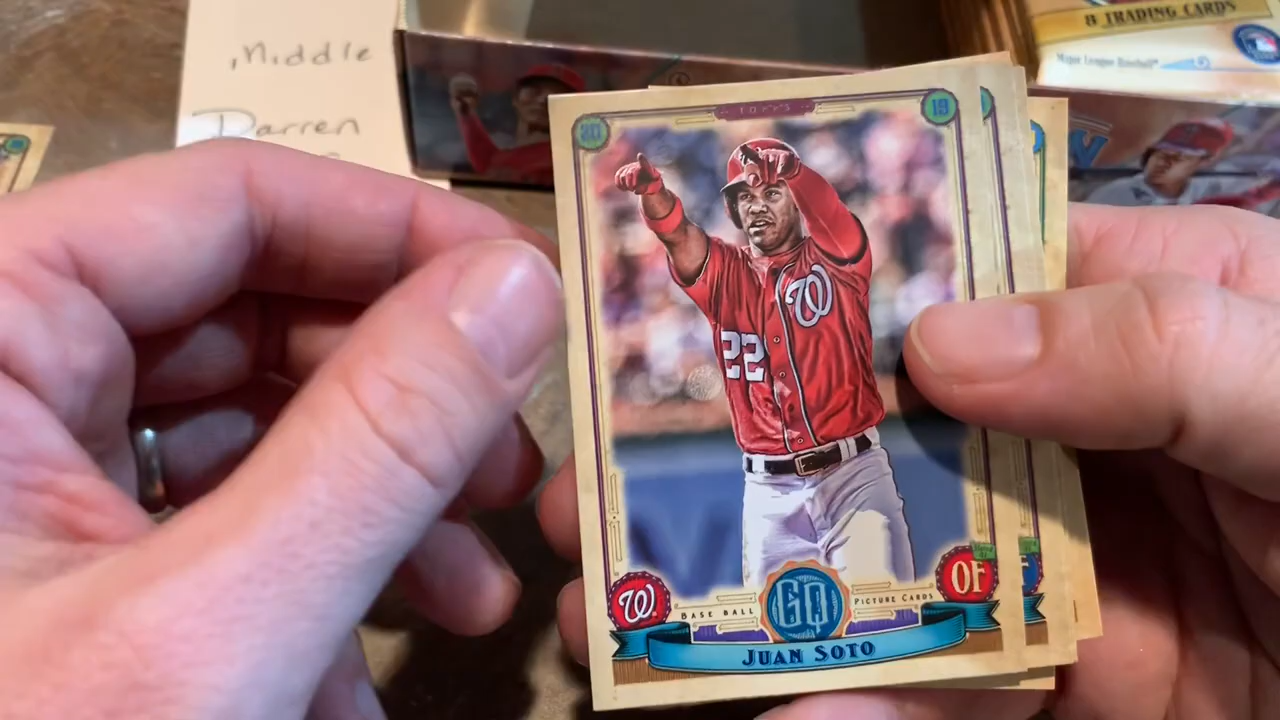 Middle
Darren
8 TRADING CARDS
Major League Baseball
TOPPS
20
19
W
22
W
BASE BALL
GQ
PICTURE CARDS
OF
JUAN SOTO